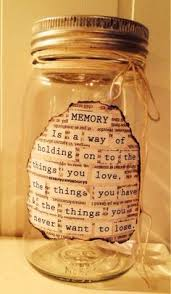 MEMORY
Is a way of
holding on to the
things you love,
the things you have
the things you
never want to lose.